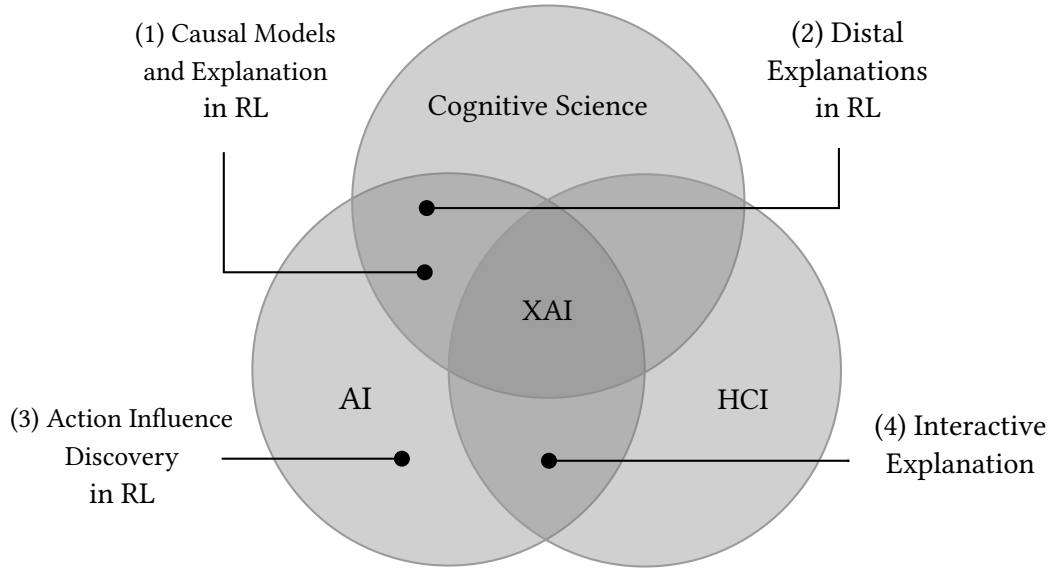 (1) Causal Models
and Explanation
in RL
(2) Distal
Explanations
in RL
Cognitive Science
XAI
AI
HCI
(3) Action Influence
Discovery
in RL
(4) Interactive
Explanation